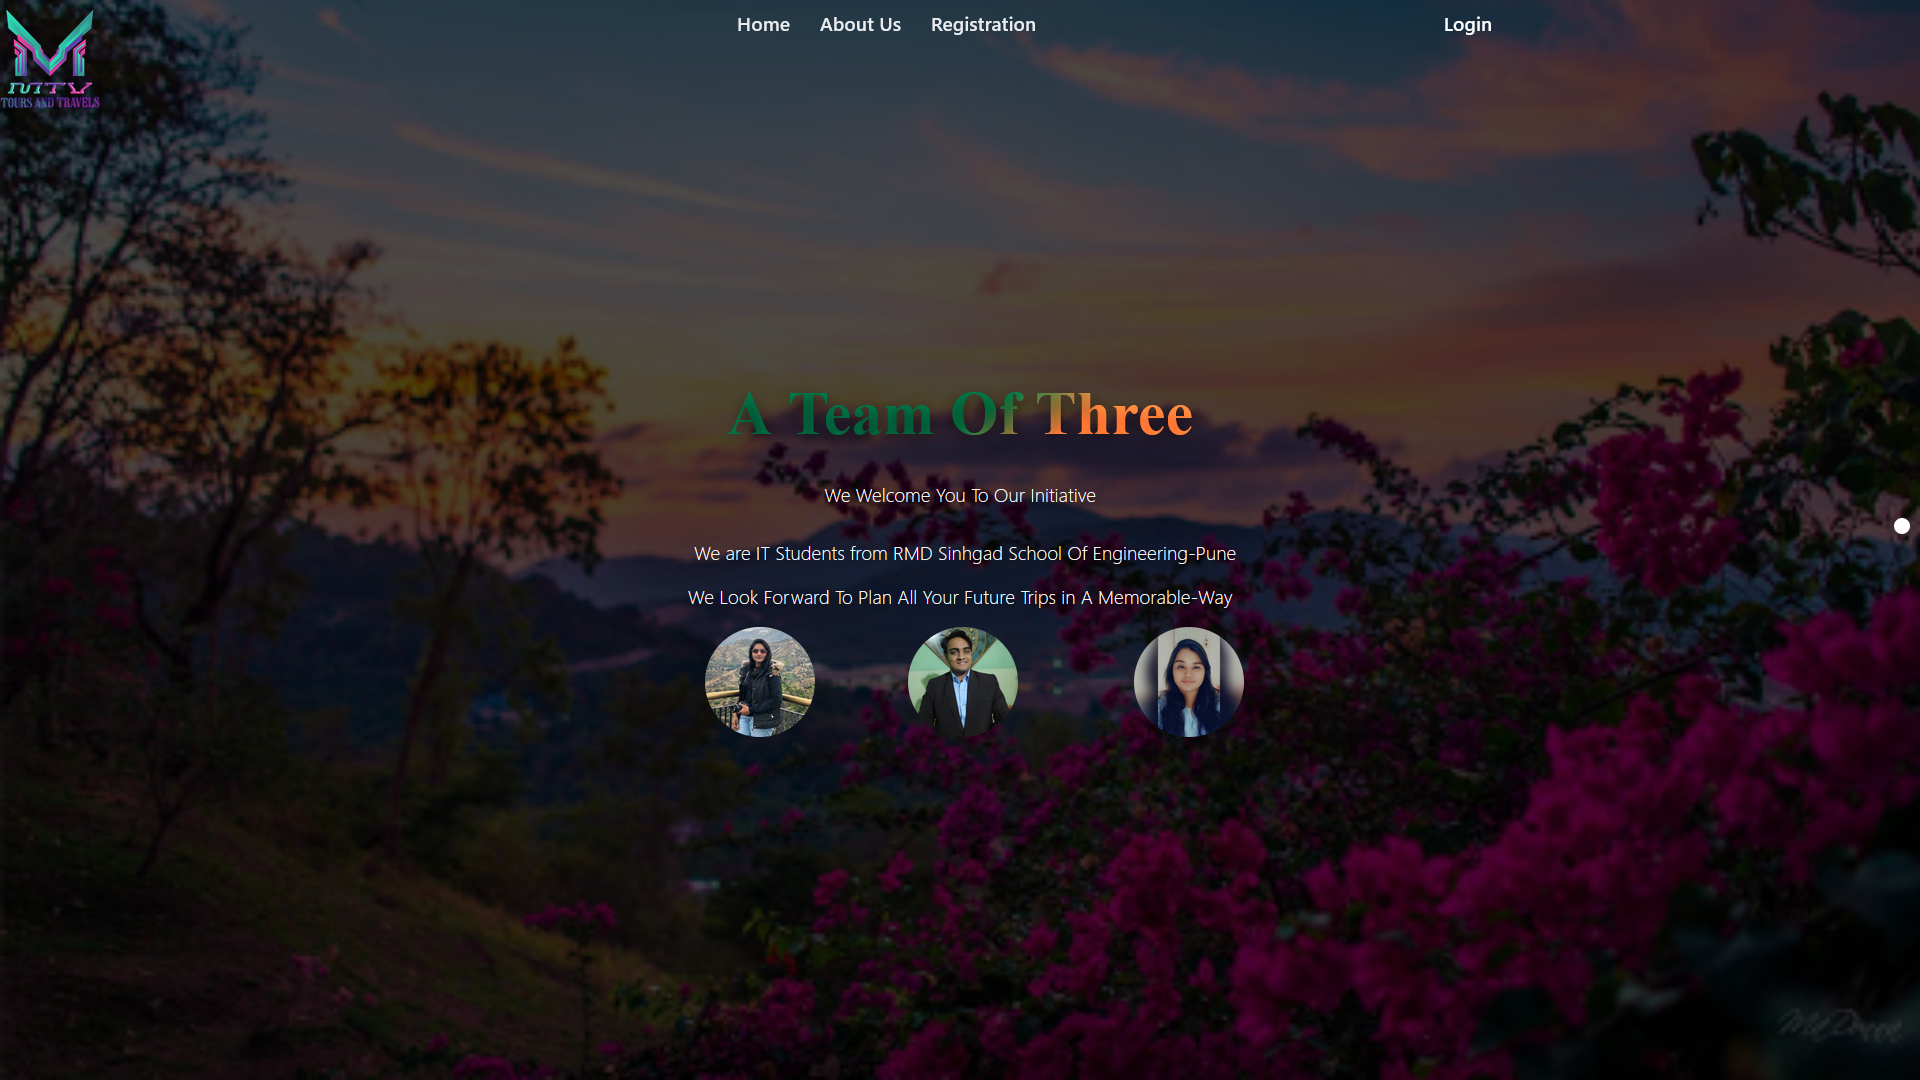 Home About Us Registration Login
MTV
TOURS AND TRAVELS
A Team Of Three
We Welcome You To Our Initiative
We are IT Students from RMD Sinhgad School Of Engineering-Pune
We Look Forward To Plan All Your Future Trips in A Memorable-Way